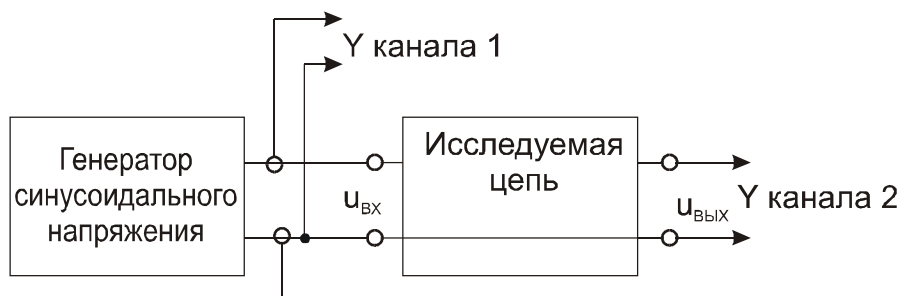 Y канала 1
Генератор
синусоидального
напряжения
Исследуемая
цепь
uвх
uвых
Y канала 2